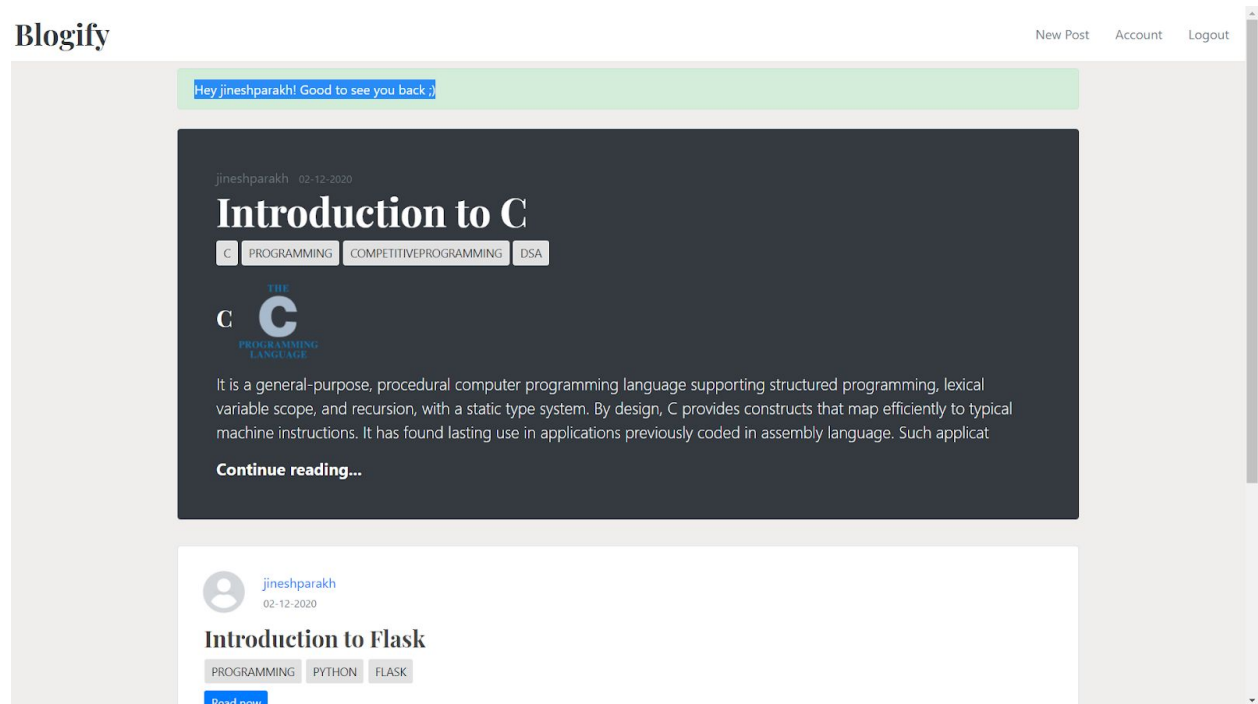 Blogify
New Post Account Logout
Hey jineshparakh! Good to see you back ;)
jineshparakh 02-12-2020
Introduction to C
C PROGRAMMING COMPETITIVEPROGRAMMING DSA
THE
C C
PROGRAMMING
LANGUAGE
It is a general-purpose, procedural computer programming language supporting structured programming, lexical
variable scope, and recursion, with a static type system. By design, C provides constructs that map efficiently to typical
machine instructions. It has found lasting use in applications previously coded in assembly language. Such applicat
Continue reading...
jineshparakh
02-12-2020
Introduction to Flask
PROGRAMMING PYTHON FLASK
Read now